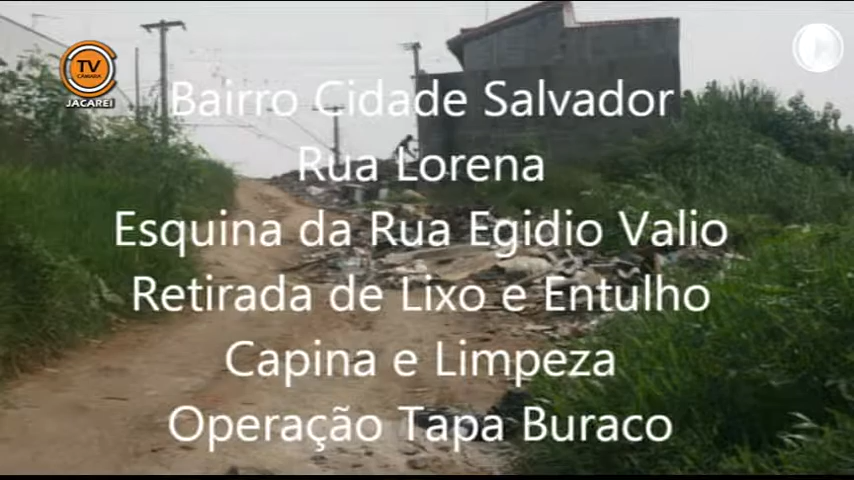 TV
CÂMARA
JACAREÍ
Bairro Cidade Salvador
Rua Lorena
Esquina da Rua Egidio Valio
Retirada de Lixo e Entulho
Capina e Limpeza
Operação Tapa Buraco